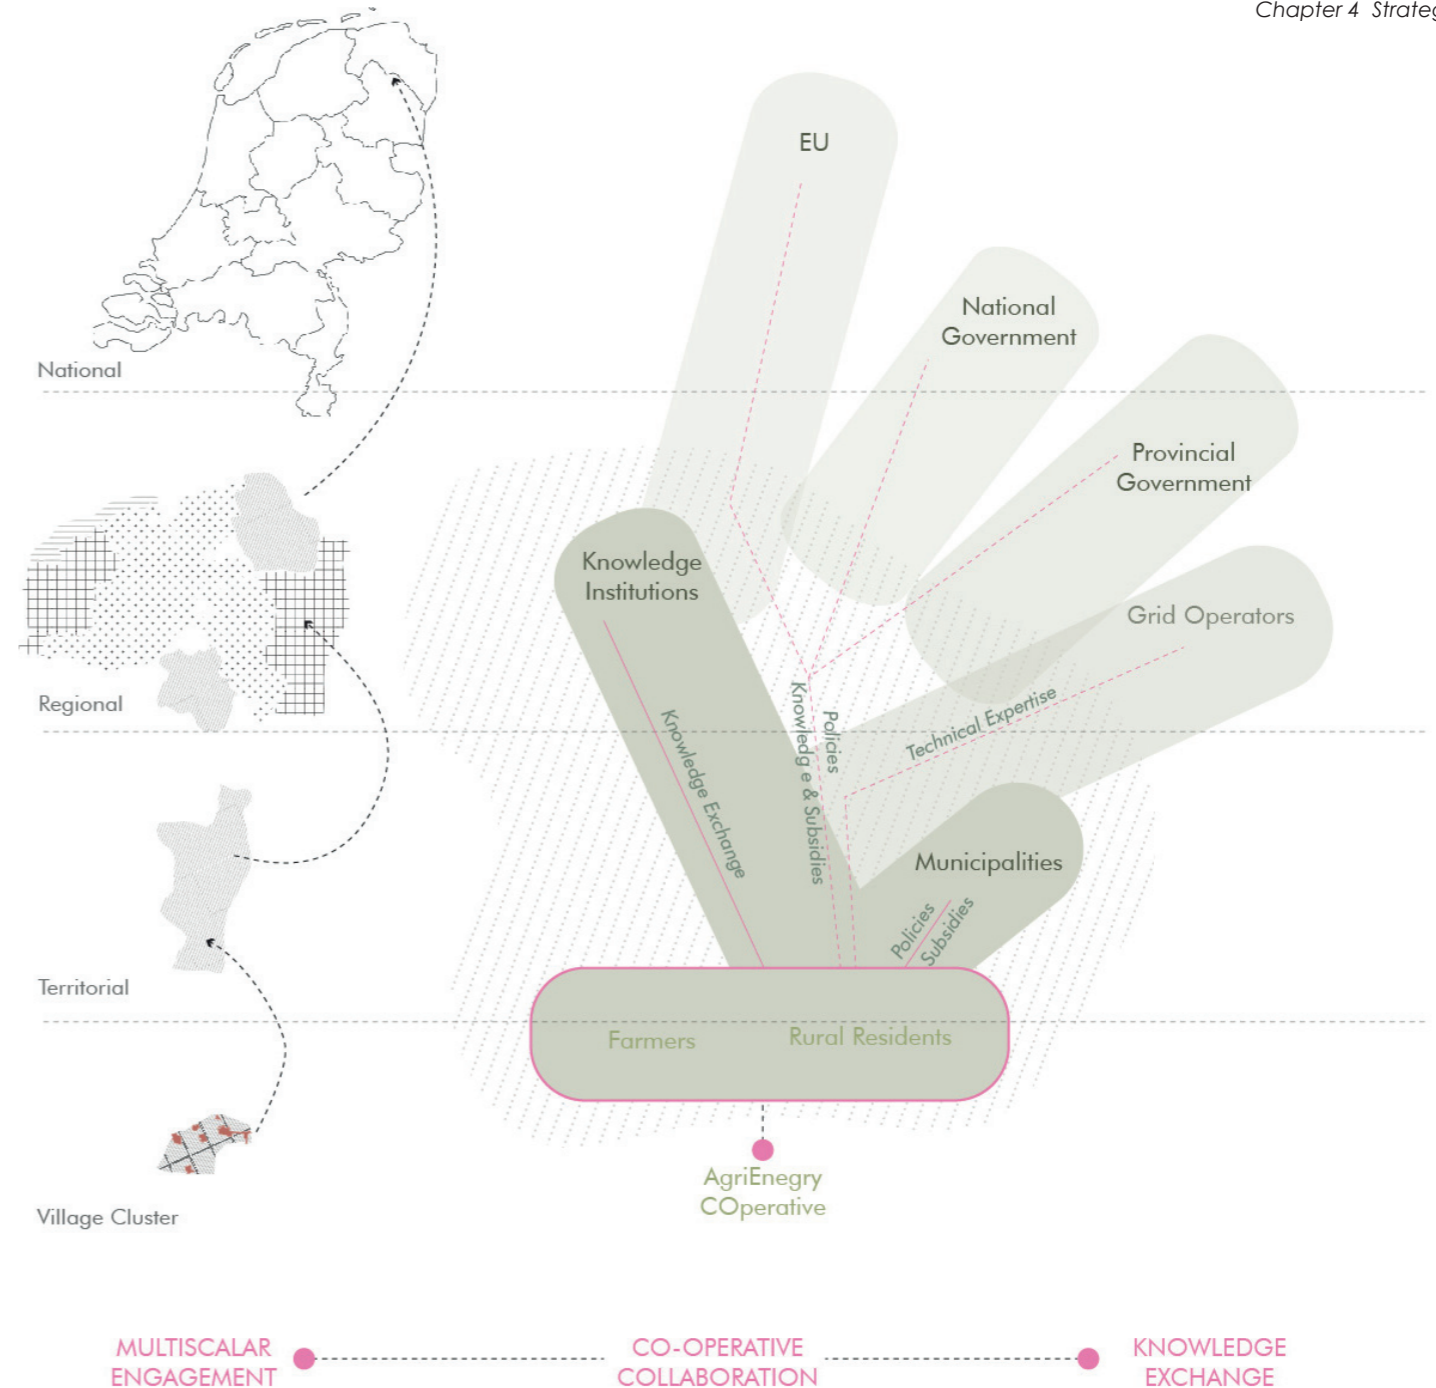 Chapter 4 Strateg
EU
National
Government
National
Provincial
Government
Knowledge
Institutions
Grid Operators
Regional
Knowledge Exchange
Knowledg e & Subsidies
Policies
Technical Expertise
Municipalities
Policies
Subsidies
Territorial
Farmers
Rural Residents
AgriEnegry
COperative
Village Cluster
MULTISCALAR
ENGAGEMENT
CO-OPERATIVE
COLLABORATION
KNOWLEDGE
EXCHANGE